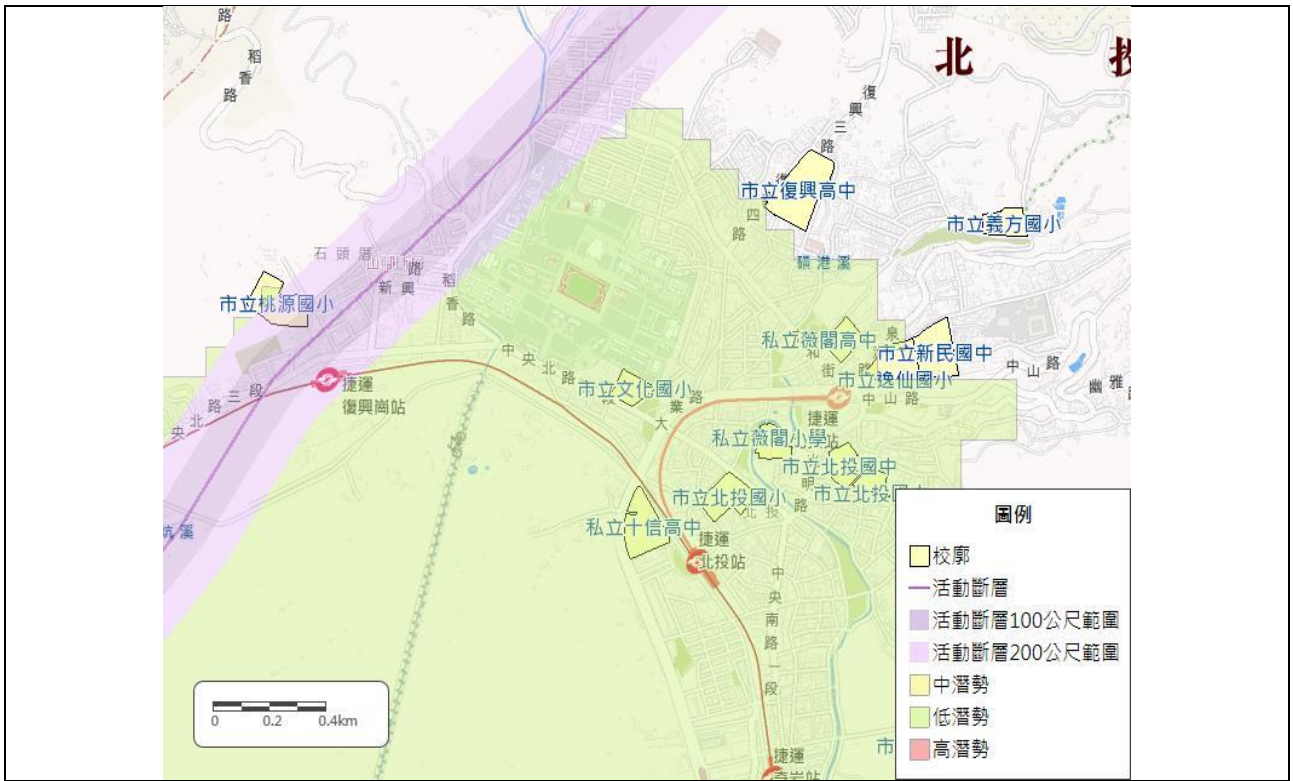 路
稻香路
北 投
復興三路
市立復興高中
四路
市立義方國小
磺港溪
石頭厝
新興路
稻香路
市立桃源國小
私立薇閣高中
泉
市立新民國中
和街
路
中山路
幽雅
中央北路
段
市立文化國小
大業路
市立逸仙國小
中山路
捷運
復興崗站
央北路三段
捷運
站
私立薇閣小學
市立北投國中
明路
市立北投國小
市立北投國
北投
私立十信高中
捷運
北投站
坑溪
中央南路一段
市
捷運
奇岩站
圖例
校廓
活動斷層
活動斷層100公尺範圍
活動斷層200公尺範圍
中潛勢
低潛勢
高潛勢
0 0.2 0.4km